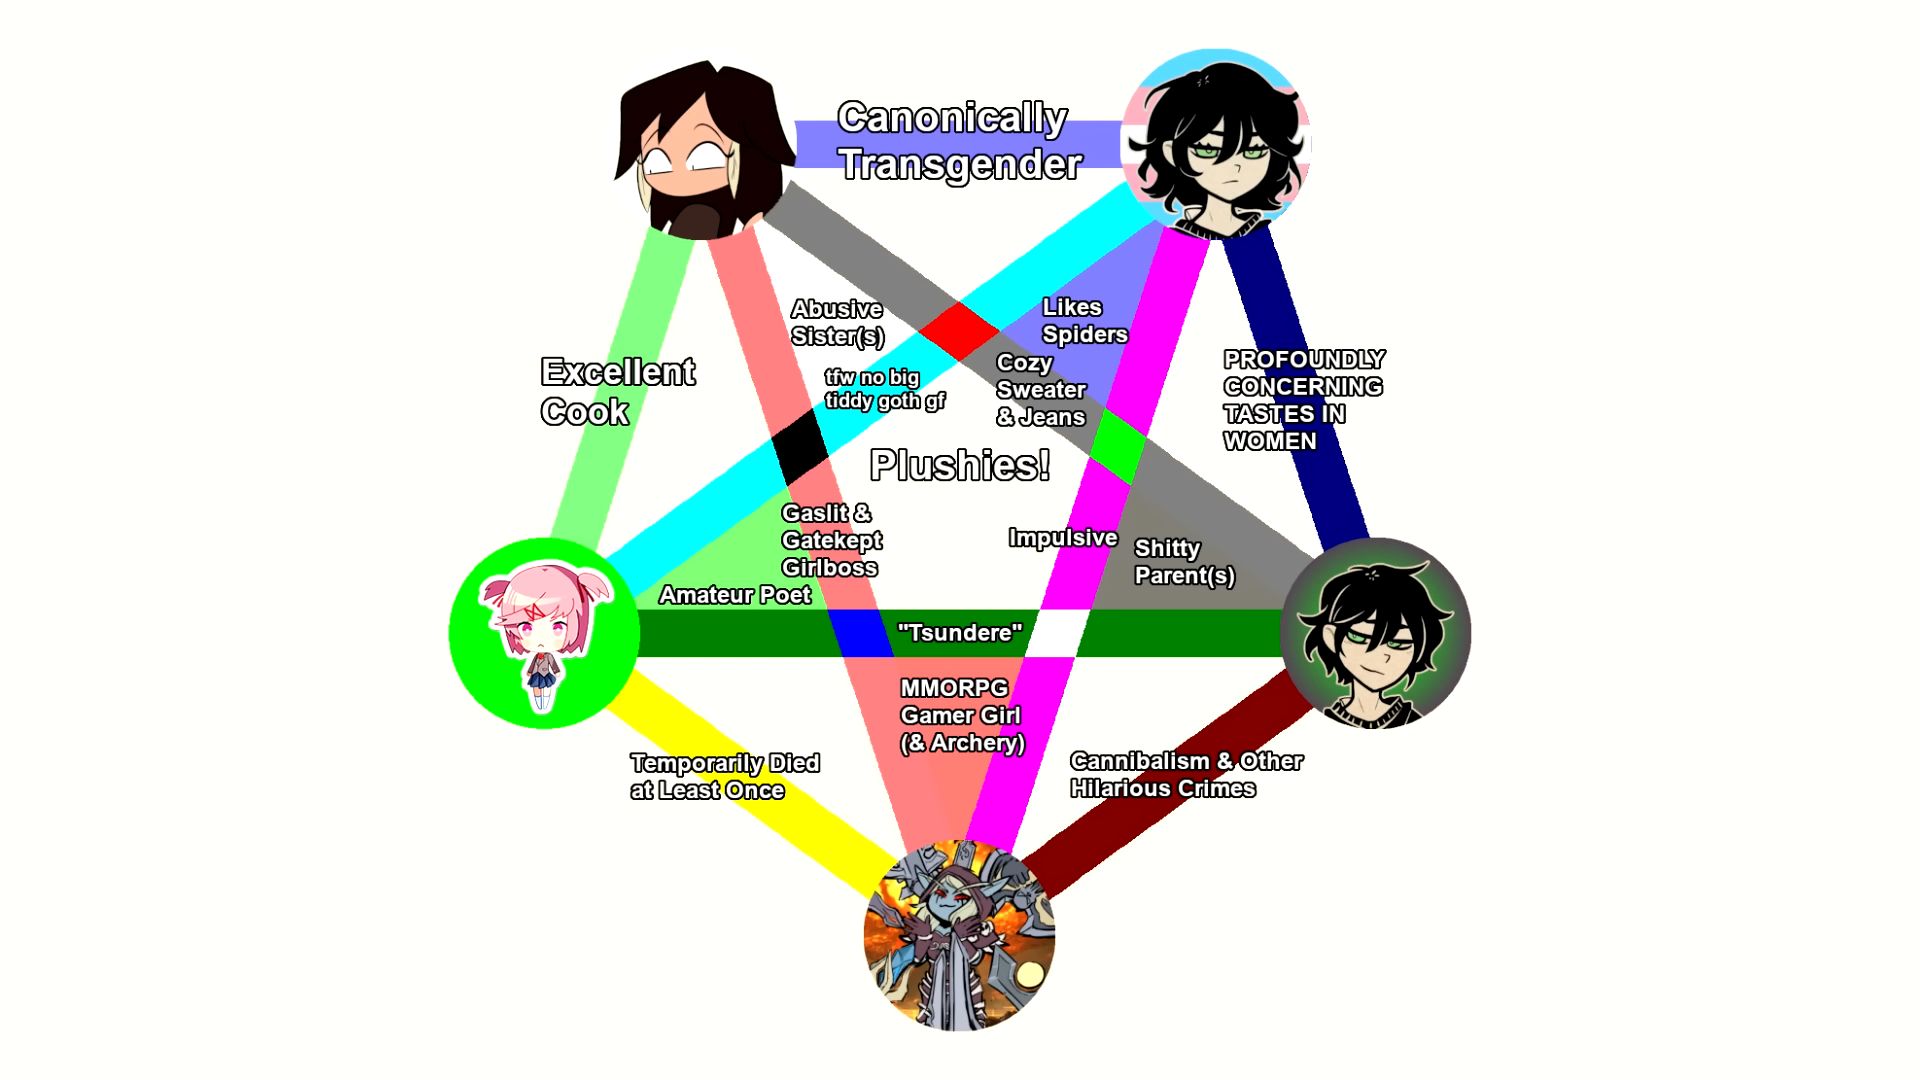 Canonically
Transgender
Abusive
Sister(s)
Likes
Spiders
Excellent
Cook
tfw no big
tiddy goth gf
Cozy
Sweater
& Jeans
PROFOUNDLY
CONCERNING
TASTES IN
WOMEN
Plushies!
Gaslit &
Gatekept
Girlboss
Impulsive
Shitty
Parent(s)
Amateur Poet
"Tsundere"
MMORPG
Gamer Girl
(& Archery)
Temporarily Died
at Least Once
Cannibalism & Other
Hilarious Crimes